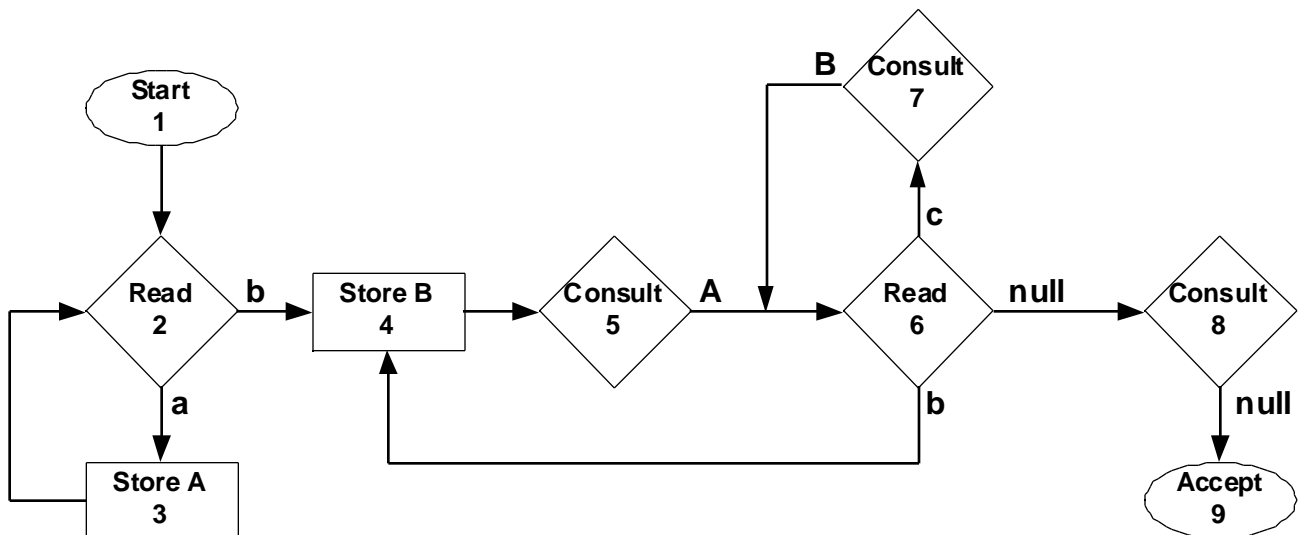 Start
1
Read
2
b
a
Store A
3
Store B
4
Consult
5
A
B
Consult
7
c
Read
6
b
null
Consult
8
null
Accept
9